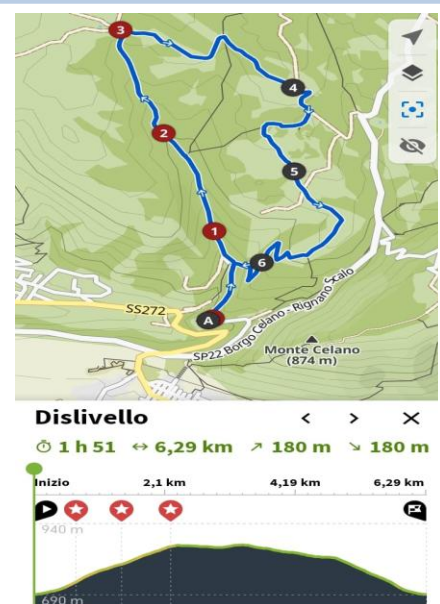 3
4
2
5
1
6
SS272
A
SP22 Borgo Celano - Rignano Scalo
Monte Celano
(874 m)
Dislivello
1 h 51 6,29 km 180 m 180 m
Inizio 2,1 km 4,19 km 6,29 km
940 m
690 m